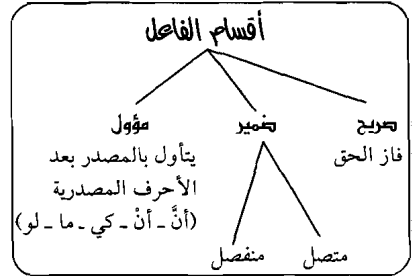 أقسام الفاعل
صريح
فاز الحق
ضمير
متصل
منفصل
مؤول
يتأول بالمصدر بعد
الأحرف المصدرية
(أنَّ ـ أنْ ـ كي ـ ما ـ لو)